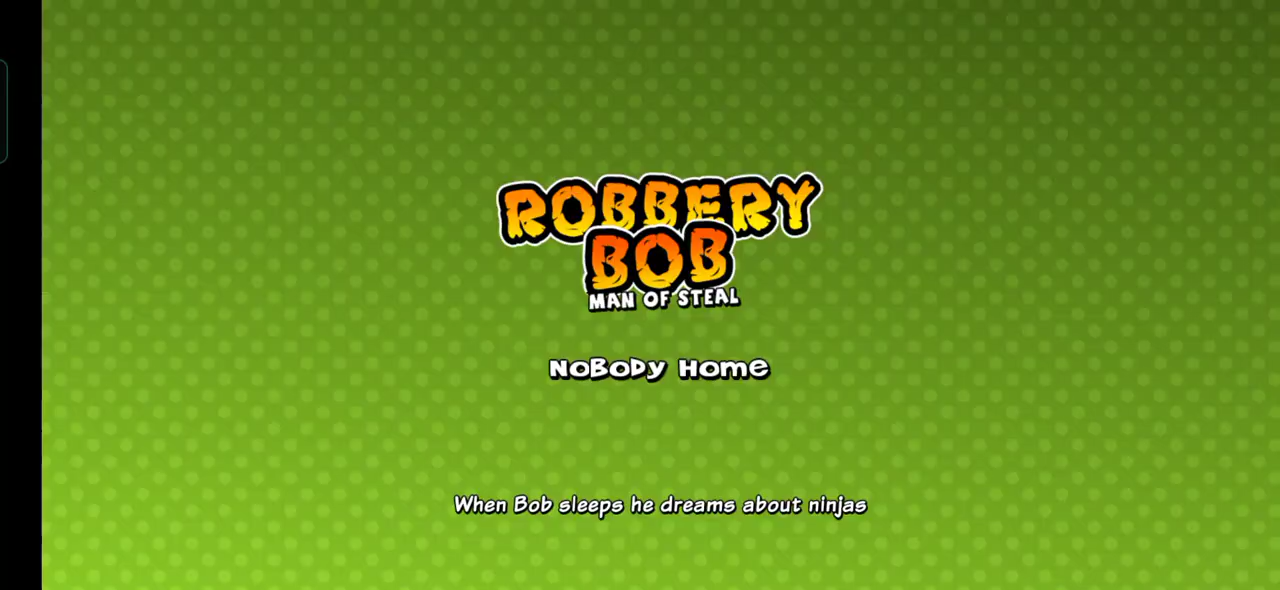 ROBBERY
BOB
MAN OF STEAL
NoBoDy Home
When Bob sleeps he dreams about ninjas